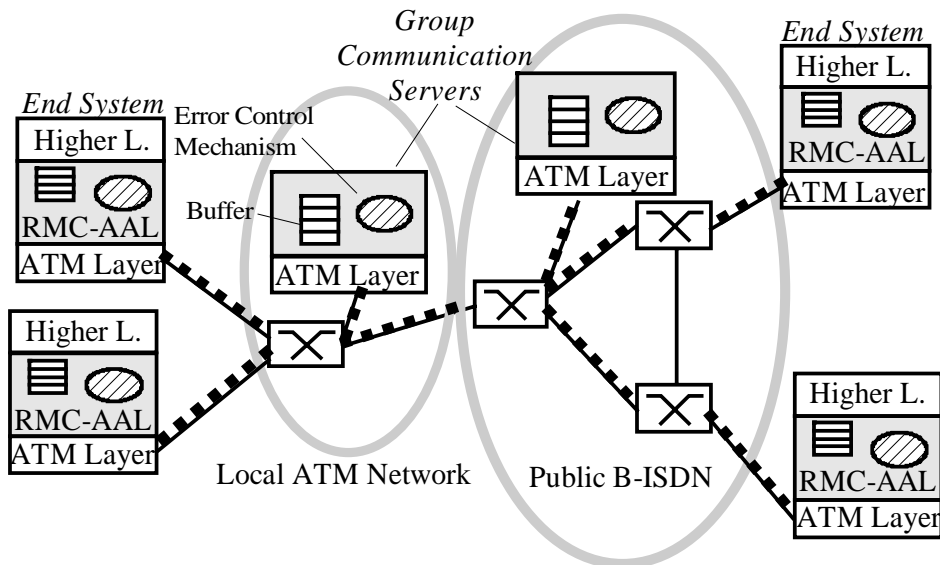 Group
Communication
Servers
End System
Higher L.
RMC-AAL
ATM Layer
End System
Higher L.
RMC-AAL
ATM Layer
Error Control
Mechanism
Buffer
ATM Layer
ATM Layer
Higher L.
RMC-AAL
ATM Layer
Higher L.
RMC-AAL
ATM Layer
Local ATM Network
Public B-ISDN